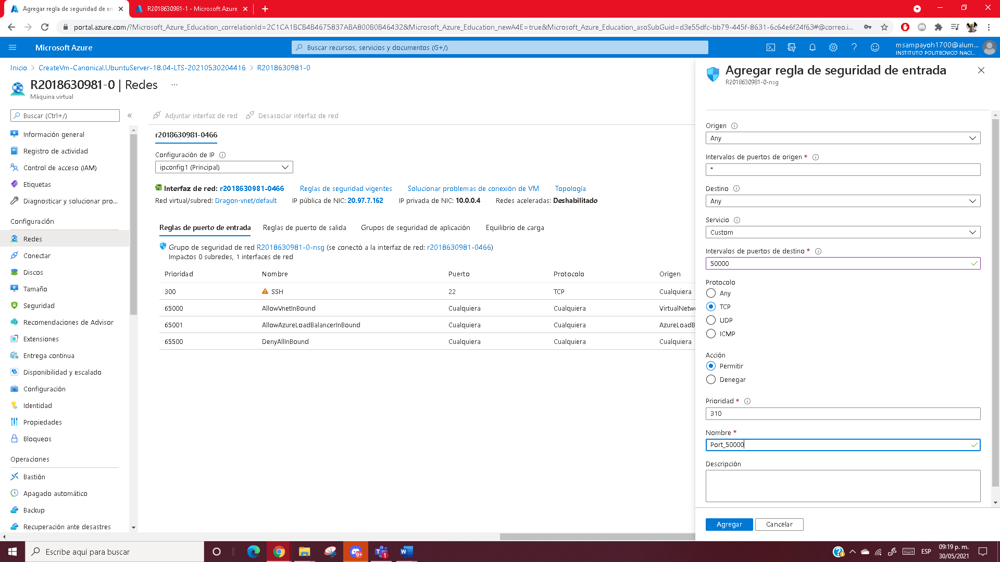 Agregar regla de seguridad de en
R2018630981-1 - Microsoft Azure
portal.azure.com/?Microsoft_Azure_Education_correlationId=2C1CA1BCB4B4675837ABA800B0B46432&Microsoft_Azure_Education_newA4E=true&Microsoft_Azure_Education_asoSubGuid=d3e55dfc-bb79-445f-8631-6c64e6f24f63#@correo.i...
Microsoft Azure
Buscar recursos, servicios y documentos (G+/)
msampayoh1700@alum...
INSTITUTO POLITECNICO NACI...
Inicio > CreateVm-Canonical.UbuntuServer-18.04-LTS-20210530204416 > R2018630981-0
R2018630981-0 | Redes ...
Máquina virtual
Buscar (Ctrl+/)
«
Información general
Registro de actividad
Control de acceso (IAM)
Etiquetas
Diagnosticar y solucionar pro...
Configuración
Redes
Conectar
Discos
Tamaño
Seguridad
Recomendaciones de Advisor
Extensiones
Entrega continua
Disponibilidad y escalado
Configuración
Identidad
Propiedades
Bloqueos
Operaciones
Bastión
Apagado automático
Backup
Recuperación ante desastres
Adjuntar interfaz de red Desasociar interfaz de red
r2018630981-0466
Configuración de IP
ipconfig1 (Principal)
Interfaz de red: r2018630981-0466 Reglas de seguridad vigentes Solucionar problemas de conexión de VM Topología
Red virtual/subred: Dragon-vnet/default IP pública de NIC: 20.97.7.162 IP privada de NIC: 10.0.0.4 Redes aceleradas: Deshabilitado
Reglas de puerto de entrada Reglas de puerto de salida Grupos de seguridad de aplicación Equilibrio de carga
Grupo de seguridad de red R2018630981-0-nsg (se conectó a la interfaz de red: r2018630981-0466)
Impactos 0 subredes, 1 interfaces de red
Prioridad Nombre Puerto Protocolo Origen
300 SSH 22 TCP Cualquiera
65000 AllowVnetInBound Cualquiera Cualquiera VirtualNetw
65001 AllowAzureLoadBalancerInBound Cualquiera Cualquiera AzureLoadB
65500 DenyAllInBound Cualquiera Cualquiera Cualquiera
Agregar regla de seguridad de entrada
R2018630981-0-nsg
Origen
Any
Intervalos de puertos de origen *
*
Destino
Any
Servicio
Custom
Intervalos de puertos de destino *
50000
Protocolo
Any
TCP
UDP
ICMP
Acción
Permitir
Denegar
Prioridad *
310
Nombre *
Port_50000
Descripción
Agregar Cancelar
Escribe aquí para buscar
9+
1
ESP
09:19 p. m.
30/05/2021